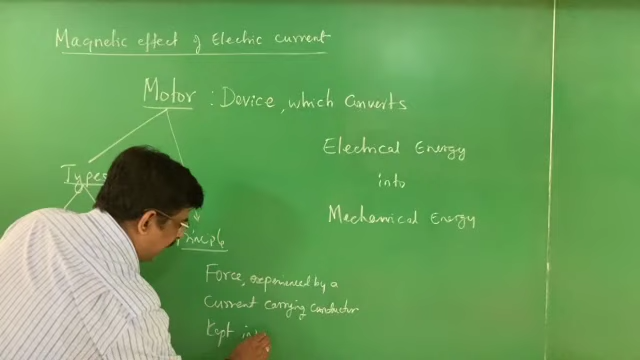 Magnetic effect of Electric current
Motor : Device, which Converts
Electrical Energy
into
Mechanical Energy
Types
Principle
Force, experienced by a
Current Carrying Conductor
Kept in